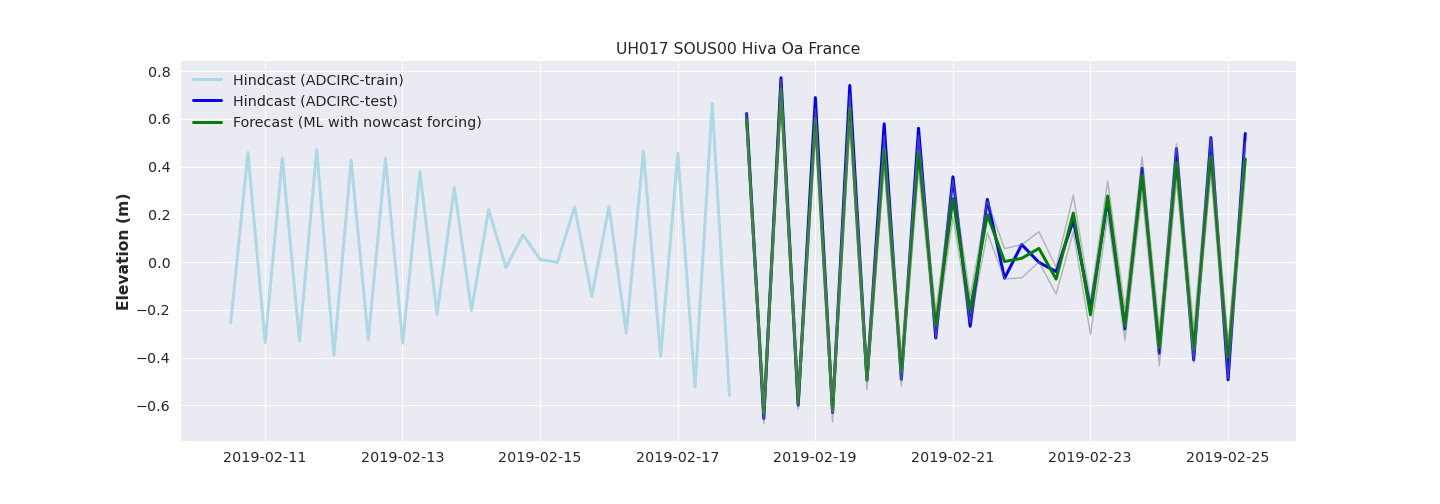 UH017 SOUS00 Hiva Oa France
Hindcast (ADCIRC-train)
Hindcast (ADCIRC-test)
Forecast (ML with nowcast forcing)
Elevation (m)
0.8
0.6
0.4
0.2
0.0
−0.2
−0.4
−0.6
2019-02-11 2019-02-13 2019-02-15 2019-02-17 2019-02-19 2019-02-21 2019-02-23 2019-02-25